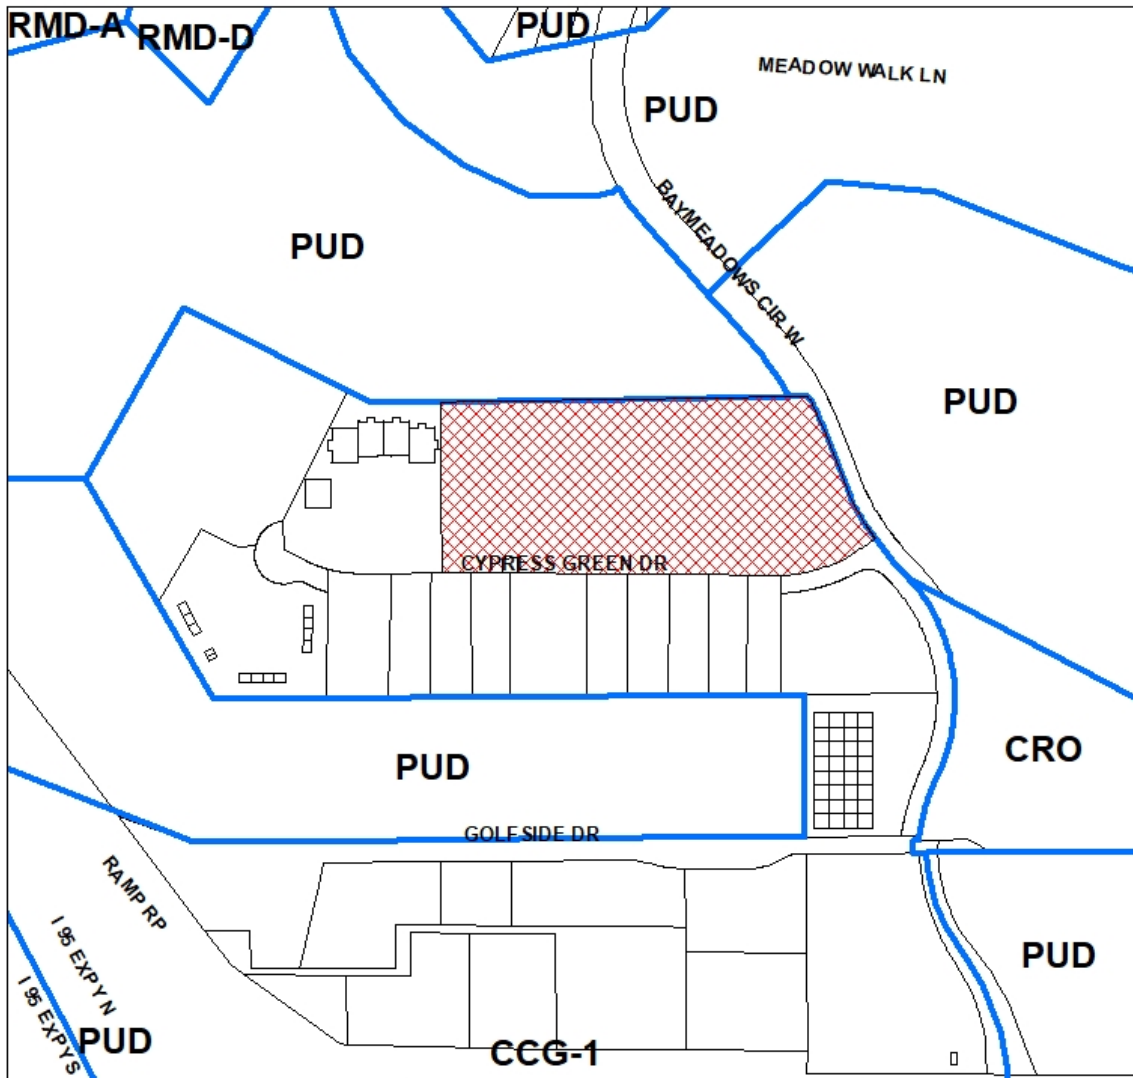 RMD-A
RMD-D
PUD
MEADOW WALK LN
PUD
BAYMEADOWS CIR W
PUD
PUD
CYPRESS GREEN DR
CRO
PUD
GOLFSIDE DR
RAMP RP
I 95 EXPY N
I 95 EXPY S
PUD
PUD
CCG-1